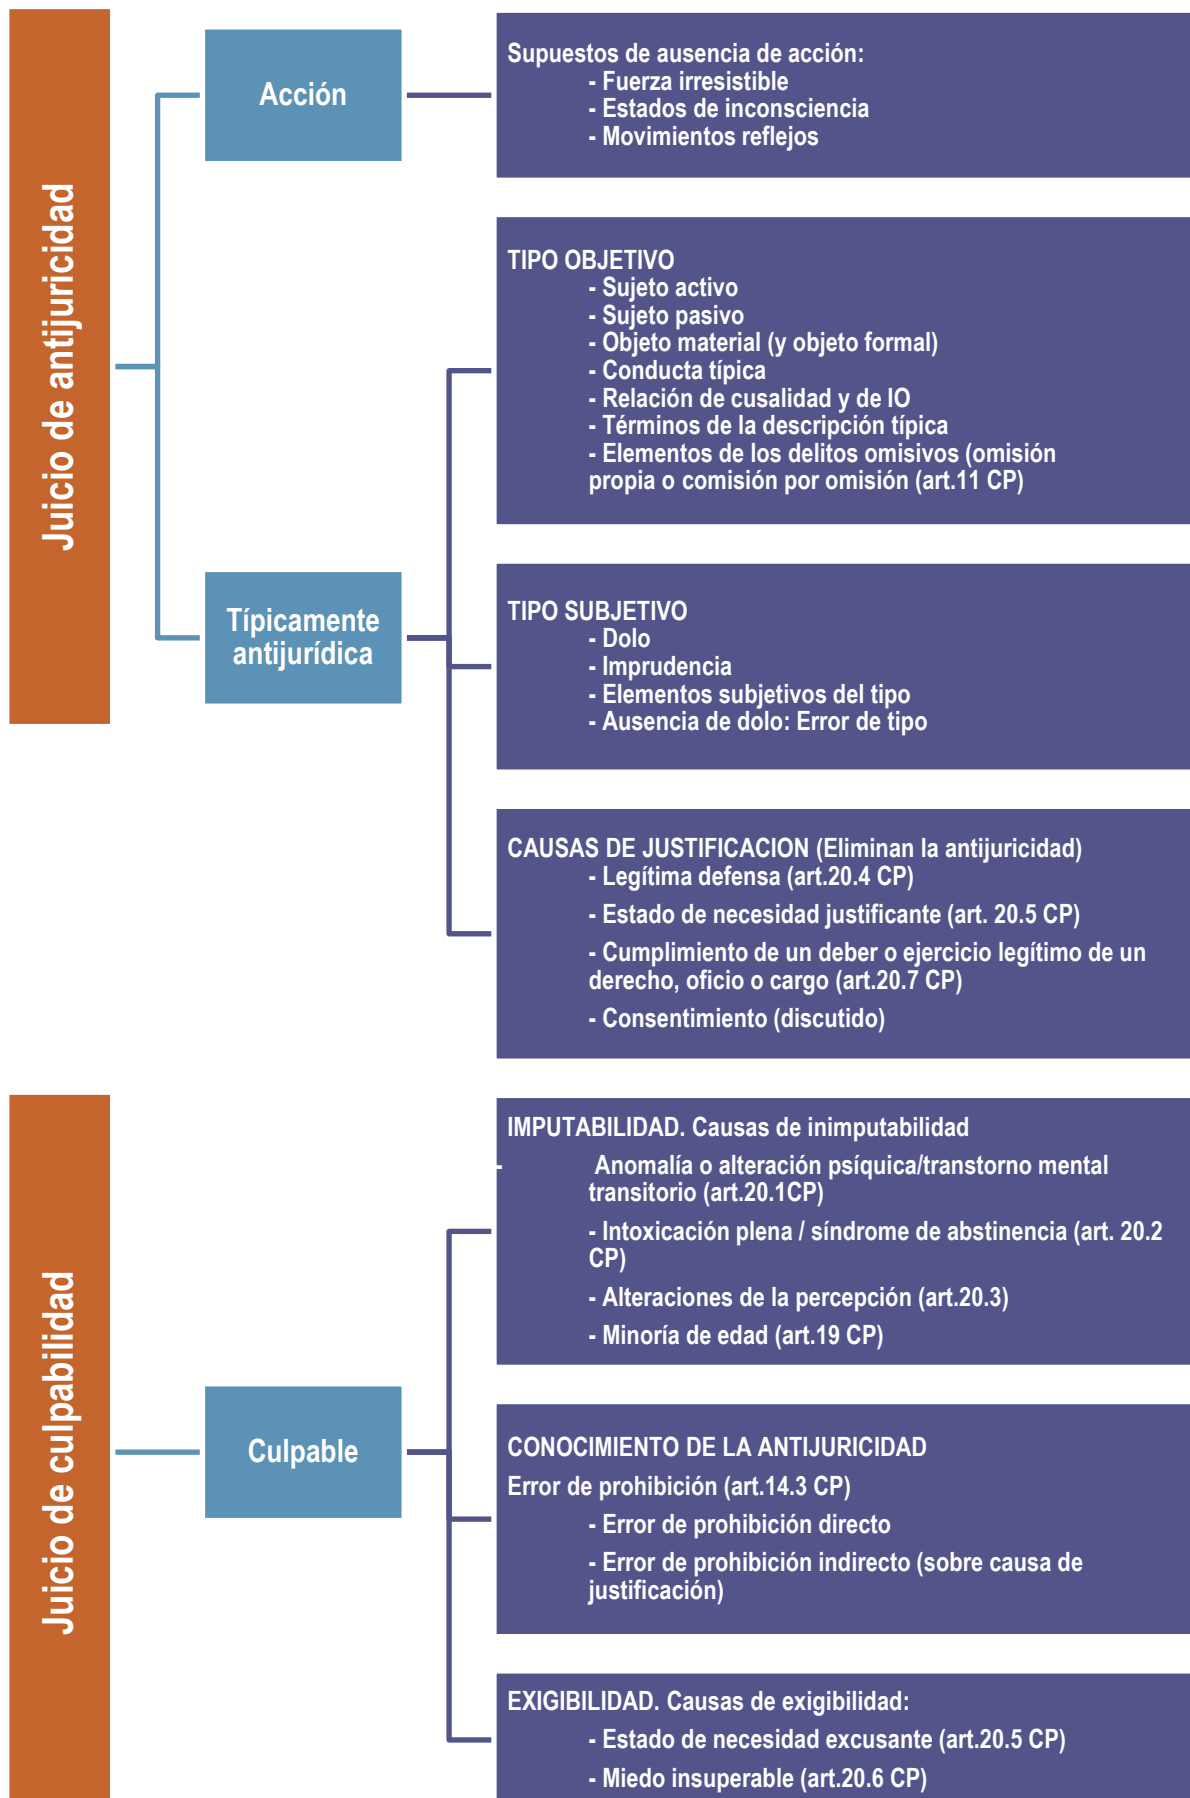 Juicio de antijuricidad
Acción
Supuestos de ausencia de acción:
- Fuerza irresistible
- Estados de inconsciencia
- Movimientos reflejos
Típicamente
antijurídica
TIPO OBJETIVO
- Sujeto activo
- Sujeto pasivo
- Objeto material (y objeto formal)
- Conducta típica
- Relación de cusalidad y de IO
- Términos de la descripción típica
- Elementos de los delitos omisivos (omisión
propia o comisión por omisión (art.11 CP)
TIPO SUBJETIVO
- Dolo
- Imprudencia
- Elementos subjetivos del tipo
- Ausencia de dolo: Error de tipo
CAUSAS DE JUSTIFICACION (Eliminan la antijuricidad)
- Legítima defensa (art.20.4 CP)
- Estado de necesidad justificante (art. 20.5 CP)
- Cumplimiento de un deber o ejercicio legítimo de un
derecho, oficio o cargo (art.20.7 CP)
- Consentimiento (discutido)
Juicio de culpabilidad
Culpable
IMPUTABILIDAD. Causas de inimputabilidad
- Anomalía o alteración psíquica/transtorno mental
transitorio (art.20.1CP)
- Intoxicación plena / síndrome de abstinencia (art. 20.2
CP)
- Alteraciones de la percepción (art.20.3)
- Minoría de edad (art.19 CP)
CONOCIMIENTO DE LA ANTIJURICIDAD
Error de prohibición (art.14.3 CP)
- Error de prohibición directo
- Error de prohibición indirecto (sobre causa de
justificación)
EXIGIBILIDAD. Causas de exigibilidad:
- Estado de necesidad excusante (art.20.5 CP)
- Miedo insuperable (art.20.6 CP)